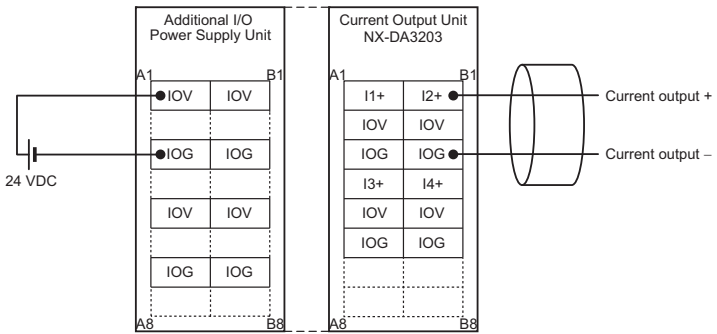 Additional I/O
Power Supply Unit
Current Output Unit
NX-DA3203
A1 B1 A1 B1
IOV IOV I1+ I2+ Current output +
IOV IOV
IOG IOG IOG IOG Current output −
24 VDC I3+ I4+
IOV IOV IOV IOV
IOG IOG
IOG IOG
A8 B8 A8 B8